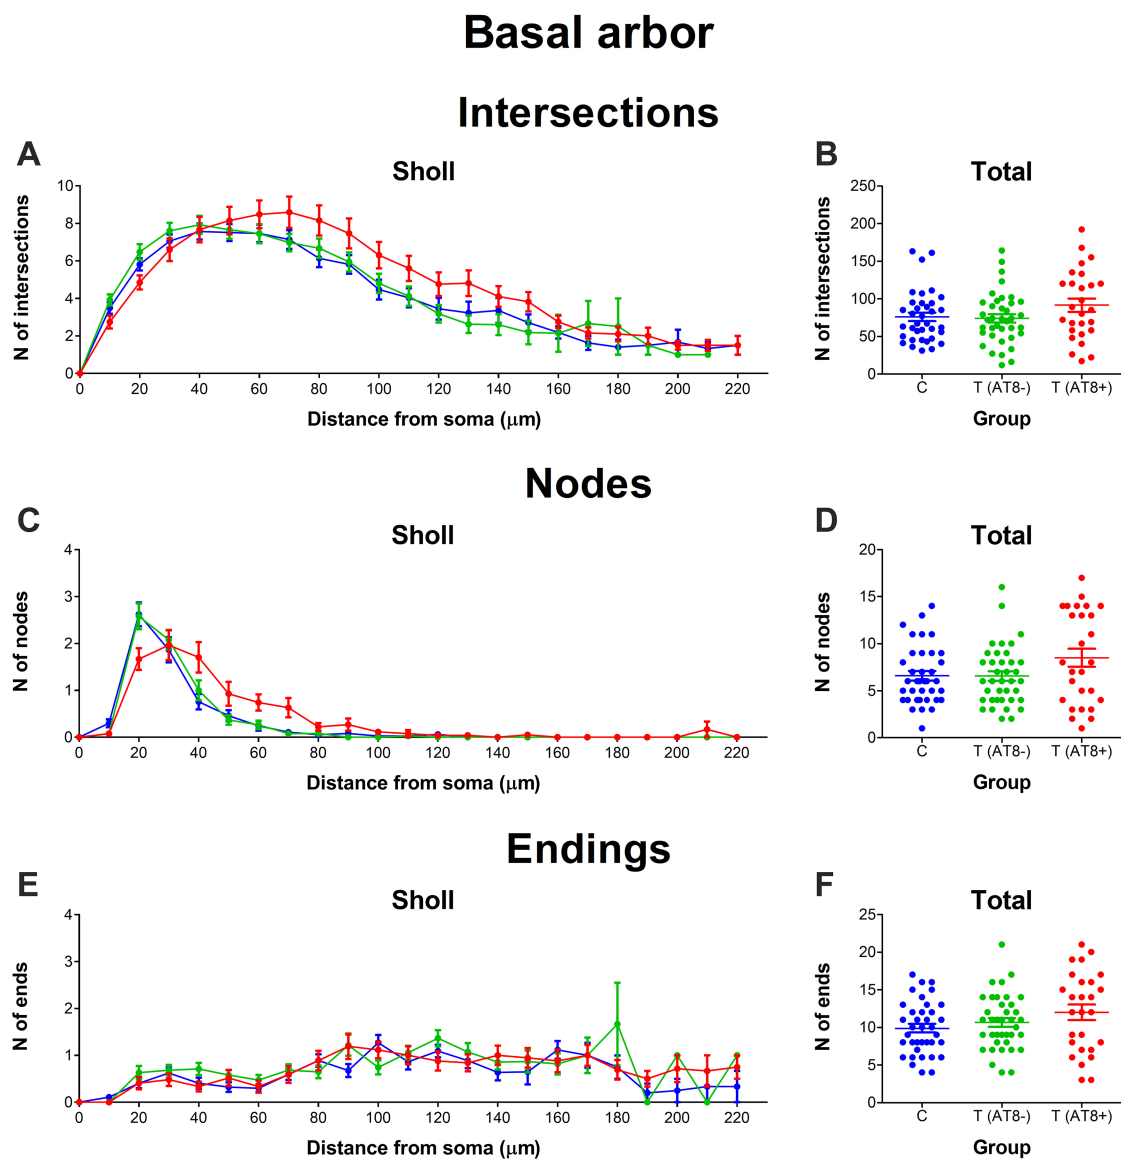 Basal arbor
Intersections
A
Sholl
N of intersections
10
8
6
4
2
0
0 20 40 60 80 100 120 140 160 180 200 220
Distance from soma (μm)
B
Total
N of intersections
250
200
150
100
50
0
C T (AT8-) T (AT8+)
Group
Nodes
C
Sholl
N of nodes
4
3
2
1
0
0 20 40 60 80 100 120 140 160 180 200 220
Distance from soma (μm)
D
Total
N of nodes
20
15
10
5
0
C T (AT8-) T (AT8+)
Group
Endings
E
Sholl
N of ends
4
3
2
1
0
0 20 40 60 80 100 120 140 160 180 200 220
Distance from soma (μm)
F
Total
N of ends
25
20
15
10
5
0
C T (AT8-) T (AT8+)
Group